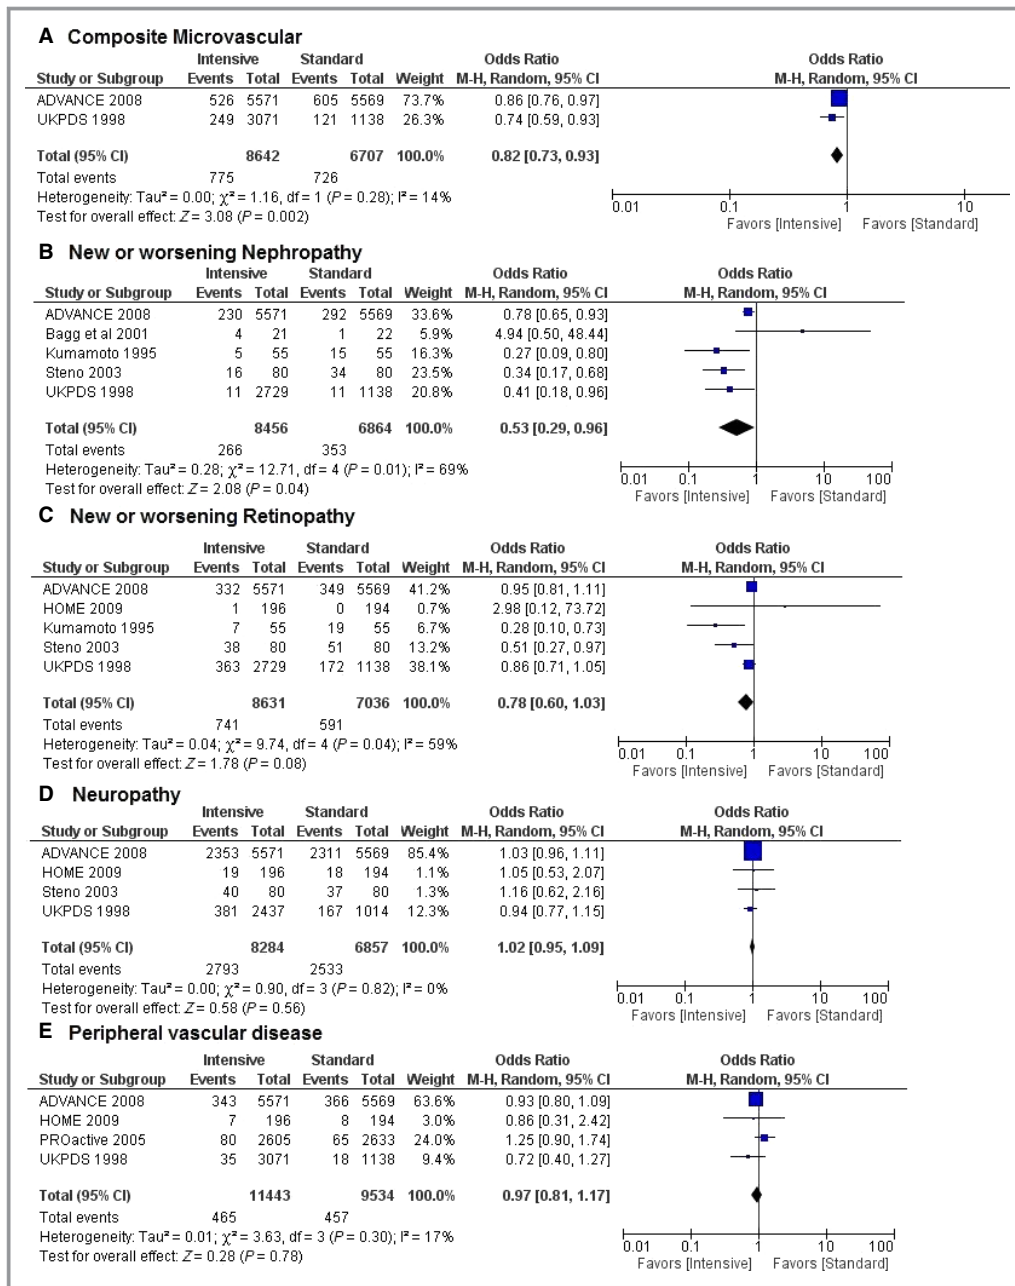 A Composite Microvascular
Intensive Standard Odds Ratio Odds Ratio
Study or Subgroup Events Total Events Total Weight M-H, Random, 95% CI M-H, Random, 95% CI
ADVANCE 2008 526 5571 605 5569 73.7% 0.86 [0.76, 0.97]
UKPDS 1998 249 3071 121 1138 26.3% 0.74 [0.59, 0.93]
Total (95% CI) 8642 6707 100.0% 0.82 [0.73, 0.93]
Total events 775 726
Heterogeneity: Tau² = 0.00; χ² = 1.16, df = 1 (P = 0.28); I² = 14%
Test for overall effect: Z = 3.08 (P = 0.002)
0.01 0.1 1 10
Favors [Intensive] Favors [Standard]
B New or worsening Nephropathy
Intensive Standard Odds Ratio Odds Ratio
Study or Subgroup Events Total Events Total Weight M-H, Random, 95% CI M-H, Random, 95% CI
ADVANCE 2008 230 5571 292 5569 33.6% 0.78 [0.65, 0.93]
Bagg et al 2001 4 21 1 22 5.9% 4.94 [0.50, 48.44]
Kumamoto 1995 5 55 15 55 16.3% 0.27 [0.09, 0.80]
Steno 2003 16 80 34 80 23.5% 0.34 [0.17, 0.68]
UKPDS 1998 11 2729 11 1138 20.8% 0.41 [0.18, 0.96]
Total (95% CI) 8456 6864 100.0% 0.53 [0.29, 0.96]
Total events 266 353
Heterogeneity: Tau² = 0.28; χ² = 12.71, df = 4 (P = 0.01); I² = 69%
Test for overall effect: Z = 2.08 (P = 0.04)
0.01 0.1 1 10 100
Favors [Intensive] Favors [Standard]
C New or worsening Retinopathy
Intensive Standard Odds Ratio Odds Ratio
Study or Subgroup Events Total Events Total Weight M-H, Random, 95% CI M-H, Random, 95% CI
ADVANCE 2008 332 5571 349 5569 41.2% 0.95 [0.81, 1.11]
HOME 2009 1 196 0 194 0.7% 2.98 [0.12, 73.72]
Kumamoto 1995 7 55 19 55 6.7% 0.28 [0.10, 0.73]
Steno 2003 38 80 51 80 13.2% 0.51 [0.27, 0.97]
UKPDS 1998 363 2729 172 1138 38.1% 0.86 [0.71, 1.05]
Total (95% CI) 8631 7036 100.0% 0.78 [0.60, 1.03]
Total events 741 591
Heterogeneity: Tau² = 0.04; χ² = 9.74, df = 4 (P = 0.04); I² = 59%
Test for overall effect: Z = 1.78 (P = 0.08)
0.01 0.1 1 10 100
Favors [Intensive] Favors [Standard]
D Neuropathy
Intensive Standard Odds Ratio Odds Ratio
Study or Subgroup Events Total Events Total Weight M-H, Random, 95% CI M-H, Random, 95% CI
ADVANCE 2008 2353 5571 2311 5569 85.4% 1.03 [0.96, 1.11]
HOME 2009 19 196 18 194 1.1% 1.05 [0.53, 2.07]
Steno 2003 40 80 37 80 1.3% 1.16 [0.62, 2.16]
UKPDS 1998 381 2437 167 1014 12.3% 0.94 [0.77, 1.15]
Total (95% CI) 8284 6857 100.0% 1.02 [0.95, 1.09]
Total events 2793 2533
Heterogeneity: Tau² = 0.00; χ² = 0.90, df = 3 (P = 0.82); I² = 0%
Test for overall effect: Z = 0.58 (P = 0.56)
0.01 0.1 1 10 100
Favors [Intensive] Favors [Standard]
E Peripheral vascular disease
Intensive Standard Odds Ratio Odds Ratio
Study or Subgroup Events Total Events Total Weight M-H, Random, 95% CI M-H, Random, 95% CI
ADVANCE 2008 343 5571 366 5569 63.6% 0.93 [0.80, 1.09]
HOME 2009 7 196 8 194 3.0% 0.86 [0.31, 2.42]
PROactive 2005 80 2605 65 2633 24.0% 1.25 [0.90, 1.74]
UKPDS 1998 35 3071 18 1138 9.4% 0.72 [0.40, 1.27]
Total (95% CI) 11443 9534 100.0% 0.97 [0.81, 1.17]
Total events 465 457
Heterogeneity: Tau² = 0.01; χ² = 3.63, df = 3 (P = 0.30); I² = 17%
Test for overall effect: Z = 0.28 (P = 0.78)
0.01 0.1 1 10 100
Favors [Intensive] Favors [Standard]